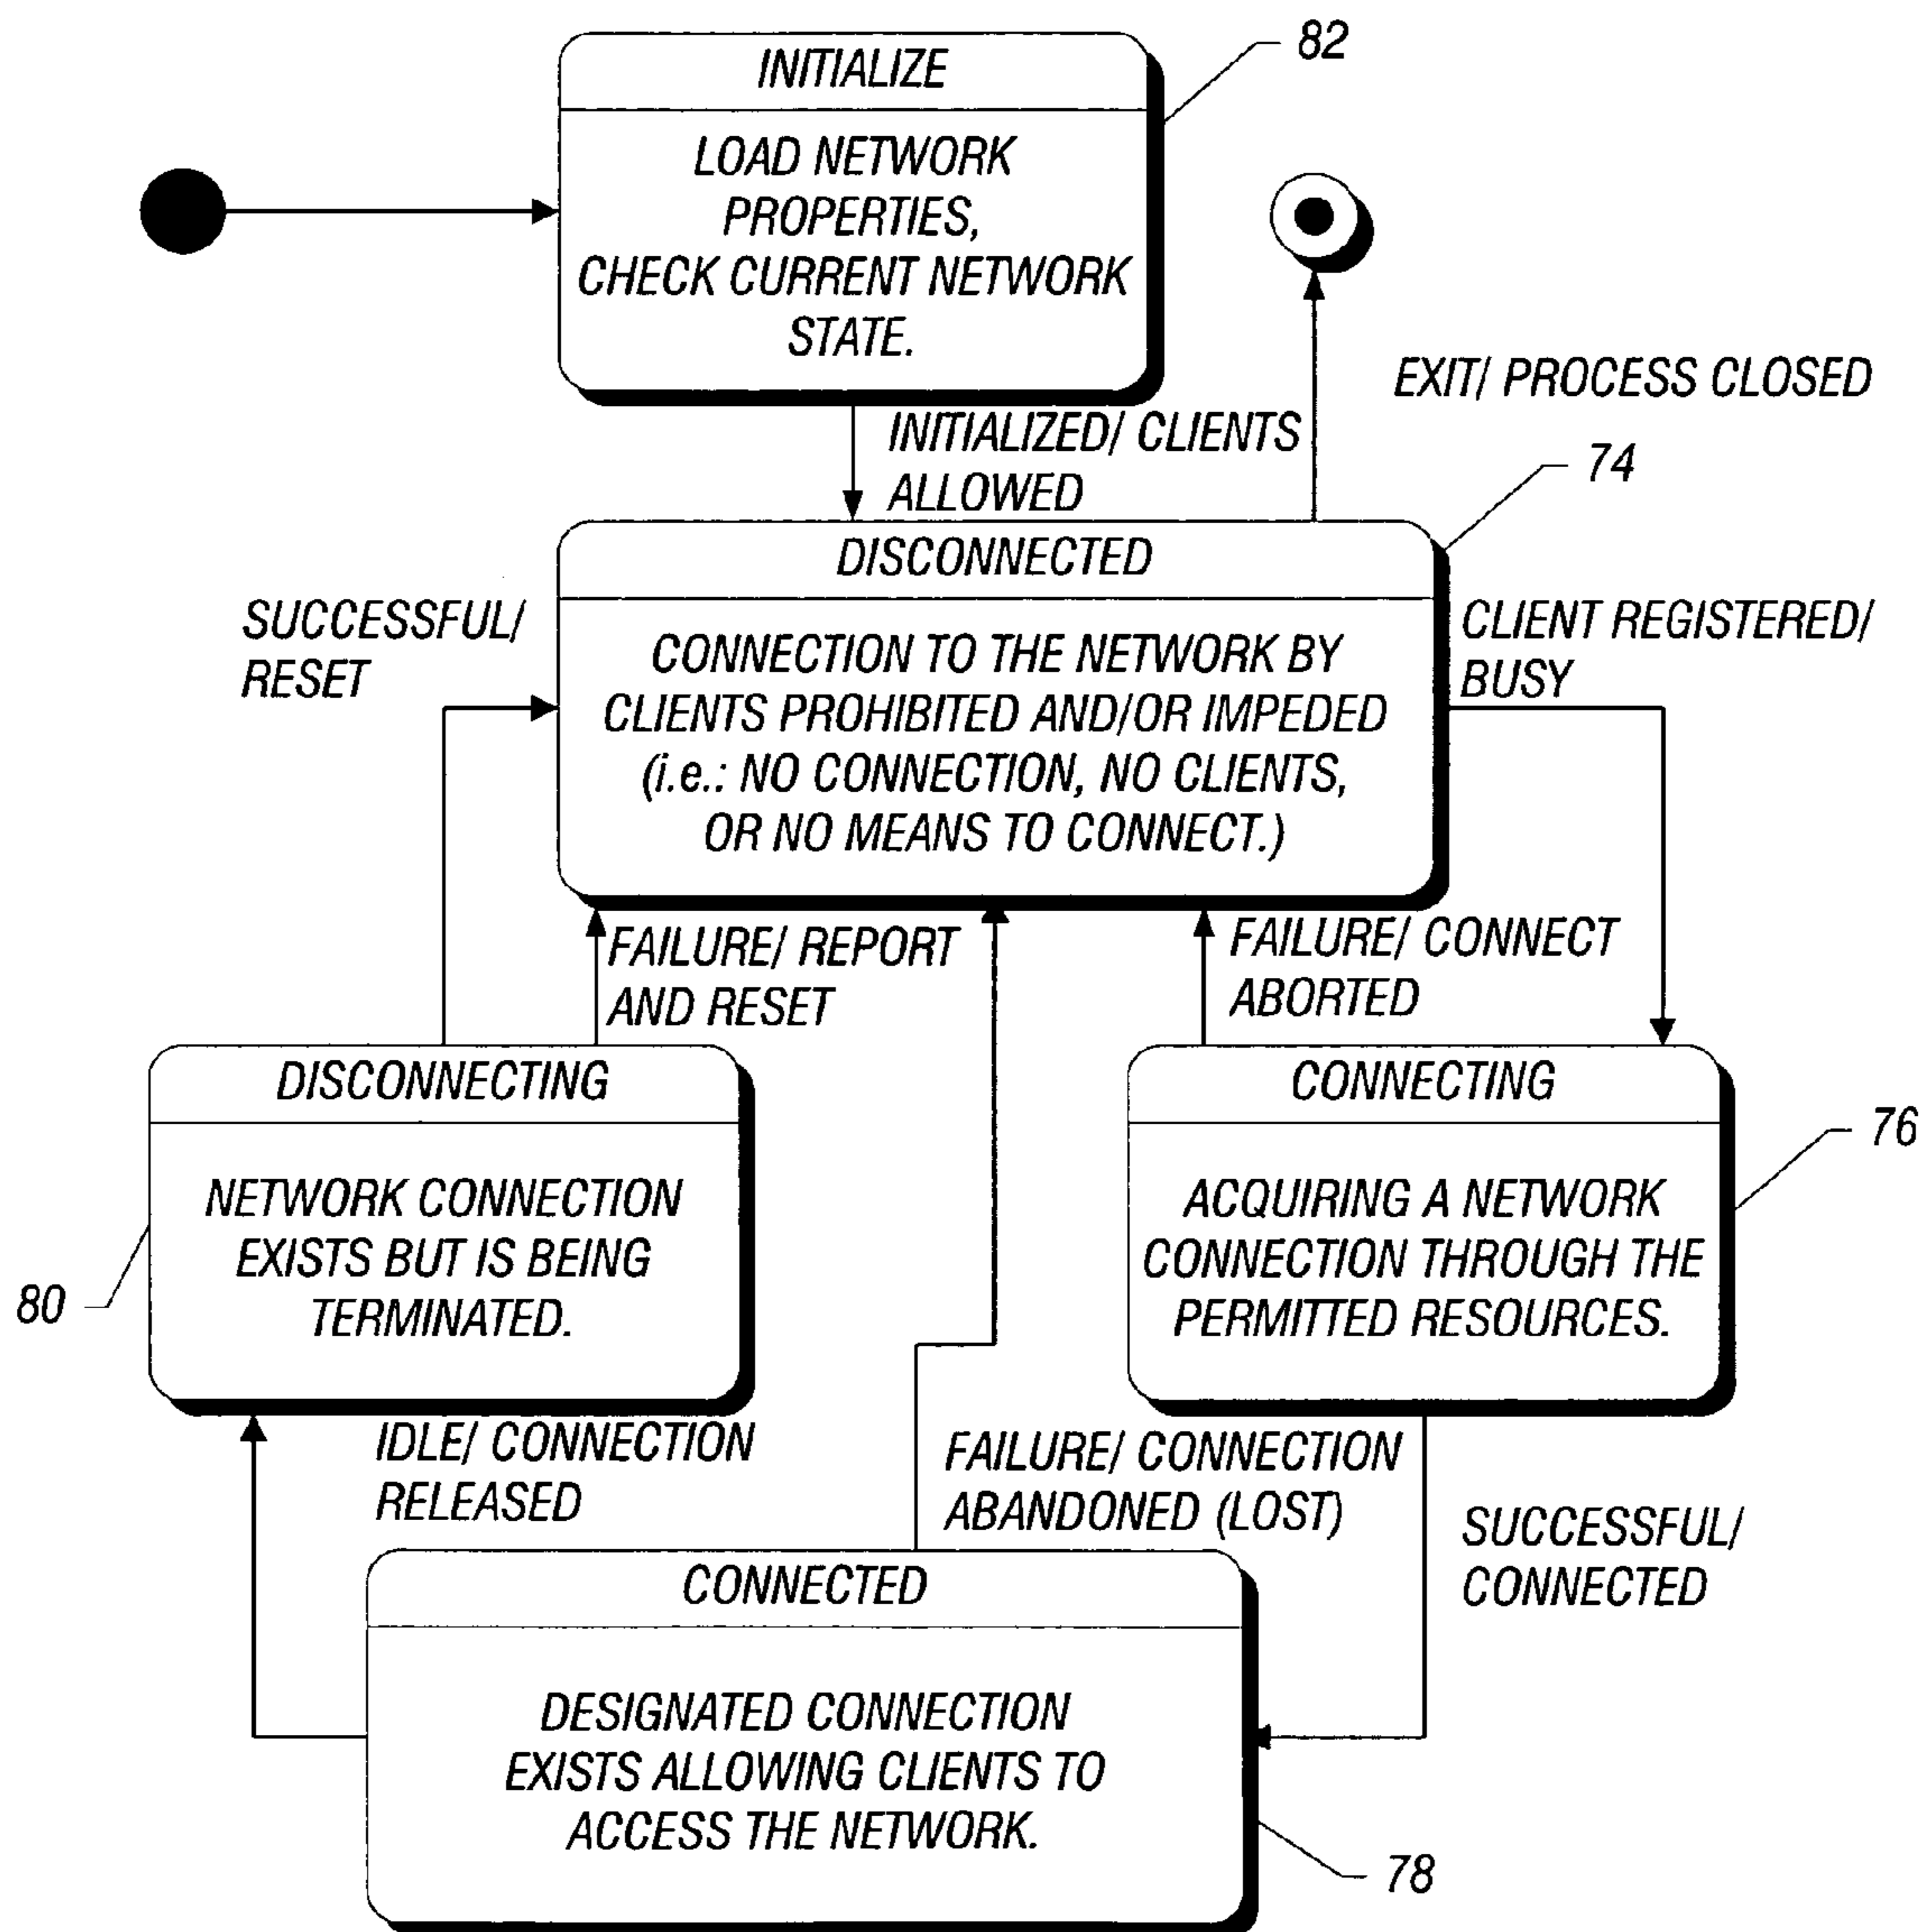 82
INITIALIZE
LOAD NETWORK
PROPERTIES,
CHECK CURRENT NETWORK
STATE.
EXIT/ PROCESS CLOSED
INITIALIZED/ CLIENTS
ALLOWED
74
DISCONNECTED
SUCCESSFUL/
RESET
CONNECTION TO THE NETWORK BY
CLIENTS PROHIBITED AND/OR IMPEDED
(i.e.: NO CONNECTION, NO CLIENTS,
OR NO MEANS TO CONNECT.)
CLIENT REGISTERED/
BUSY
FAILURE/ REPORT
AND RESET
FAILURE/ CONNECT
ABORTED
DISCONNECTING
NETWORK CONNECTION
EXISTS BUT IS BEING
TERMINATED.
80
CONNECTING
ACQUIRING A NETWORK
CONNECTION THROUGH THE
PERMITTED RESOURCES.
76
IDLE/ CONNECTION
RELEASED
FAILURE/ CONNECTION
ABANDONED (LOST)
SUCCESSFUL/
CONNECTED
CONNECTED
DESIGNATED CONNECTION
EXISTS ALLOWING CLIENTS TO
ACCESS THE NETWORK.
78